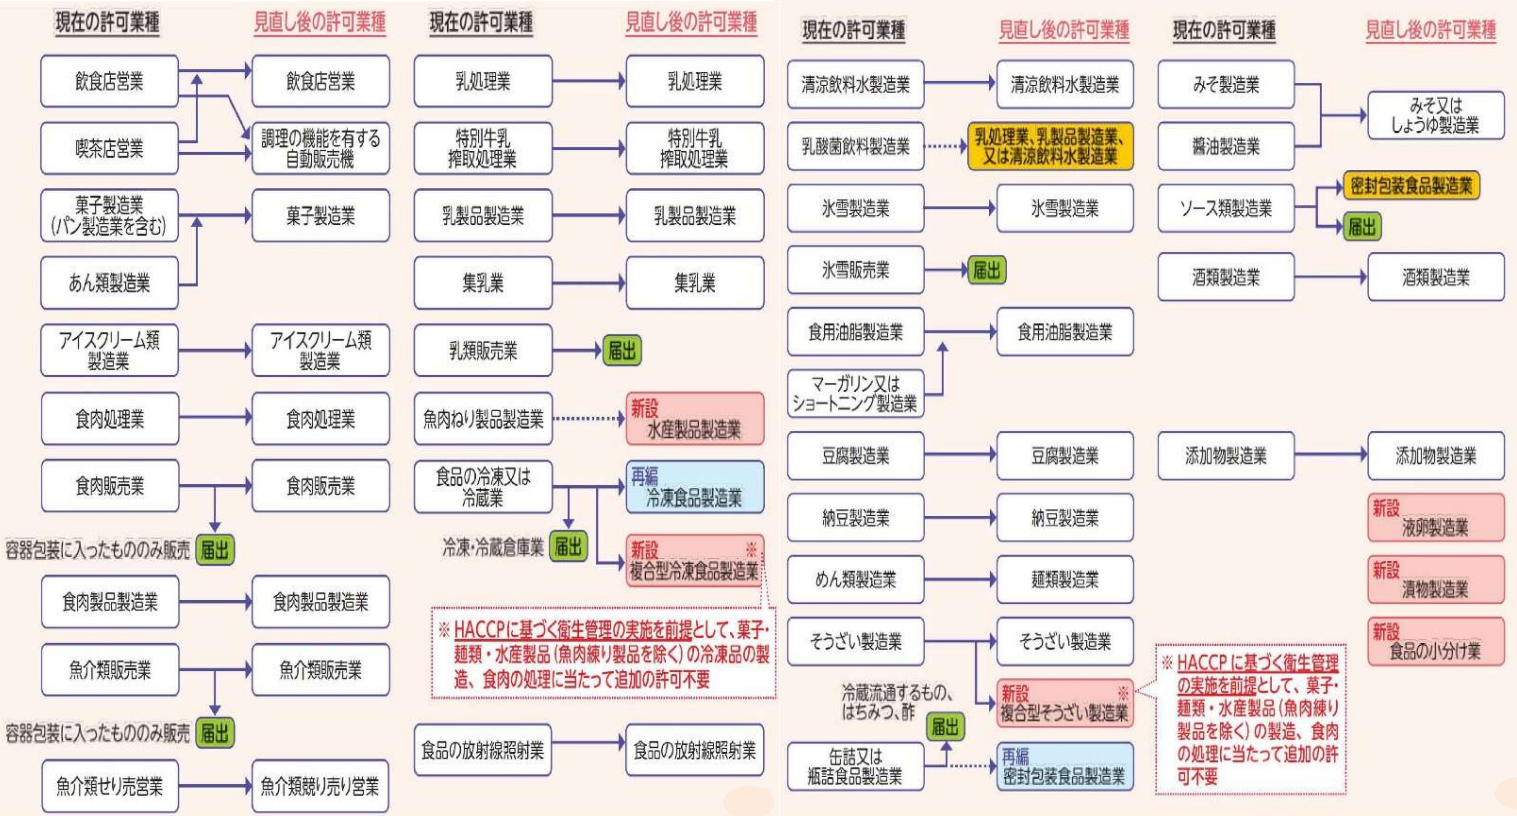 現在の許可業種
見直し後の許可業種
飲食店営業
飲食店営業
喫茶店営業
調理の機能を有する
自動販売機
菓子製造業
(パン製造業を含む)
菓子製造業
あん類製造業
アイスクリーム類
製造業
アイスクリーム類
製造業
食肉処理業
食肉処理業
食肉販売業
食肉販売業
容器包装に入ったもののみ販売
届出
食肉製品製造業
食肉製品製造業
魚介類販売業
魚介類販売業
容器包装に入ったもののみ販売
届出
魚介類せり売営業
魚介類競り売り営業
現在の許可業種
見直し後の許可業種
乳処理業
乳処理業
特別牛乳
搾取処理業
特別牛乳
搾取処理業
乳製品製造業
乳製品製造業
集乳業
集乳業
乳類販売業
届出
魚肉ねり製品製造業
新設
水産製品製造業
食品の冷凍又は
冷蔵業
再編
冷凍食品製造業
冷凍・冷蔵倉庫業
届出
新設 ※
複合型冷凍食品製造業
※ HACCPに基づく衛生管理の実施を前提として、菓子・
麺類・水産製品(魚肉練り製品を除く)の冷凍品の製
造、食肉の処理に当たって追加の許可不要
食品の放射線照射業
食品の放射線照射業
現在の許可業種
見直し後の許可業種
清涼飲料水製造業
清涼飲料水製造業
乳酸菌飲料製造業
乳処理業、乳製品製造業、
又は清涼飲料水製造業
氷雪製造業
氷雪製造業
氷雪販売業
届出
食用油脂製造業
食用油脂製造業
マーガリン又は
ショートニング製造業
豆腐製造業
豆腐製造業
納豆製造業
納豆製造業
めん類製造業
麺類製造業
そうざい製造業
そうざい製造業
新設 ※
複合型そうざい製造業
冷蔵流通するもの、
はちみつ、酢
届出
缶詰又は
瓶詰食品製造業
再編
密封包装食品製造業
※ HACCPに基づく衛生管理
の実施を前提として、菓子・
麺類・水産製品(魚肉練り
製品を除く)の製造、食肉
の処理に当たって追加の許
可不要
現在の許可業種
見直し後の許可業種
みそ製造業
みそ又は
しょうゆ製造業
醬油製造業
ソース類製造業
密封包装食品製造業
届出
酒類製造業
酒類製造業
添加物製造業
添加物製造業
新設
液卵製造業
新設
漬物製造業
新設
食品の小分け業